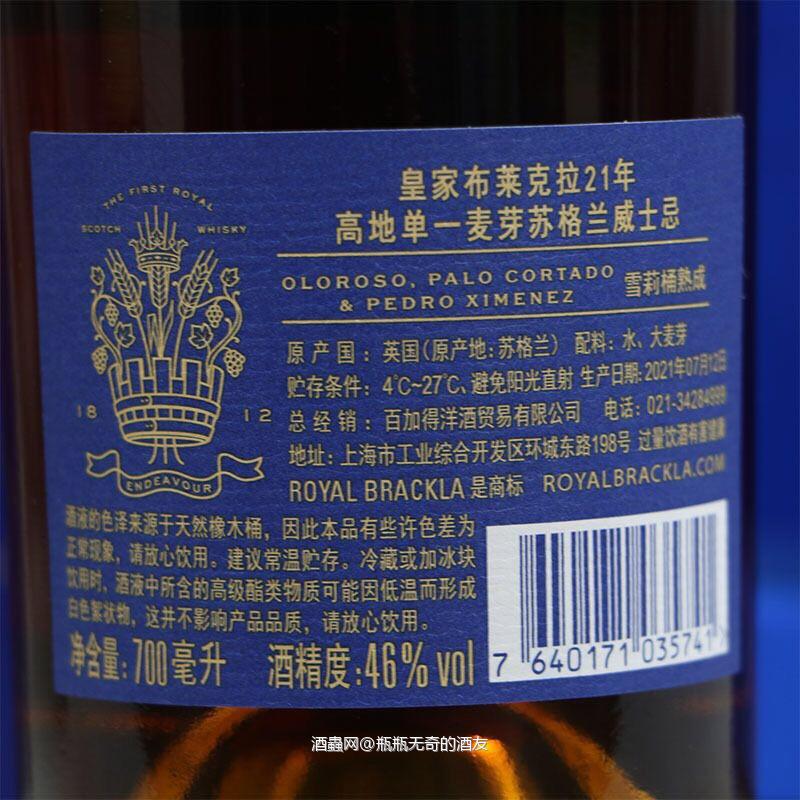 皇家布莱克拉21年
高地单一麦芽苏格兰威士忌
THE FIRST ROYAL
SCOTCH WHISKY
OLOROSO, PALO CORTADO
& PEDRO XIMENEZ
雪莉桶熟成
原产国：英国(原产地:苏格兰) 配料:水、大麦芽
贮存条件：4℃~27℃、避免阳光直射 生产日期:2021年07月12日
18 12
总经销：百加得洋酒贸易有限公司 电话:021-34284999
地址:上海市工业综合开发区环城东路198号 过量饮酒有害健康
ENDEAVOUR
ROYAL BRACKLA 是商标 ROYALBRACKLA.COM
酒液的色泽来源于天然橡木桶，因此本品有些许色差为
正常现象，请放心饮用。建议常温贮存。冷藏或加冰块
饮用时，酒液中所含的高级酯类物质可能因低温而形成
白色絮状物，这并不影响产品品质，请放心饮用。
净含量:700毫升 酒精度:46%vol
7 640171 035741
酒蟲网@瓶瓶无奇的酒友